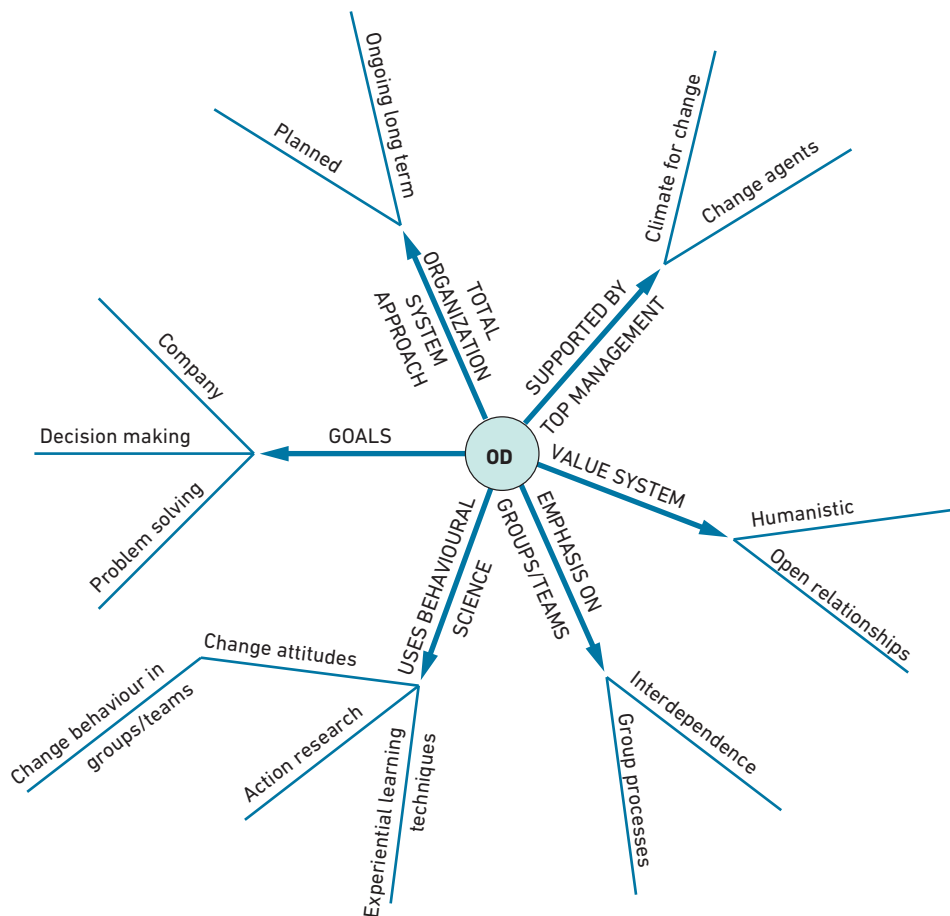 Ongoing long term
Planned
Climate for change
Change agents
TOTAL
ORGANIZATION
SYSTEM
APPROACH
SUPPORTED BY
TOP MANAGEMENT
Company
Decision making
Problem solving
GOALS
OD
VALUE SYSTEM
Humanistic
Open relationships
EMPHASIS ON
GROUPS/TEAMS
Interdependence
Group processes
USES BEHAVIOURAL
SCIENCE
Change attitudes
Change behaviour in
groups/teams
Action research
Experiential learning
techniques